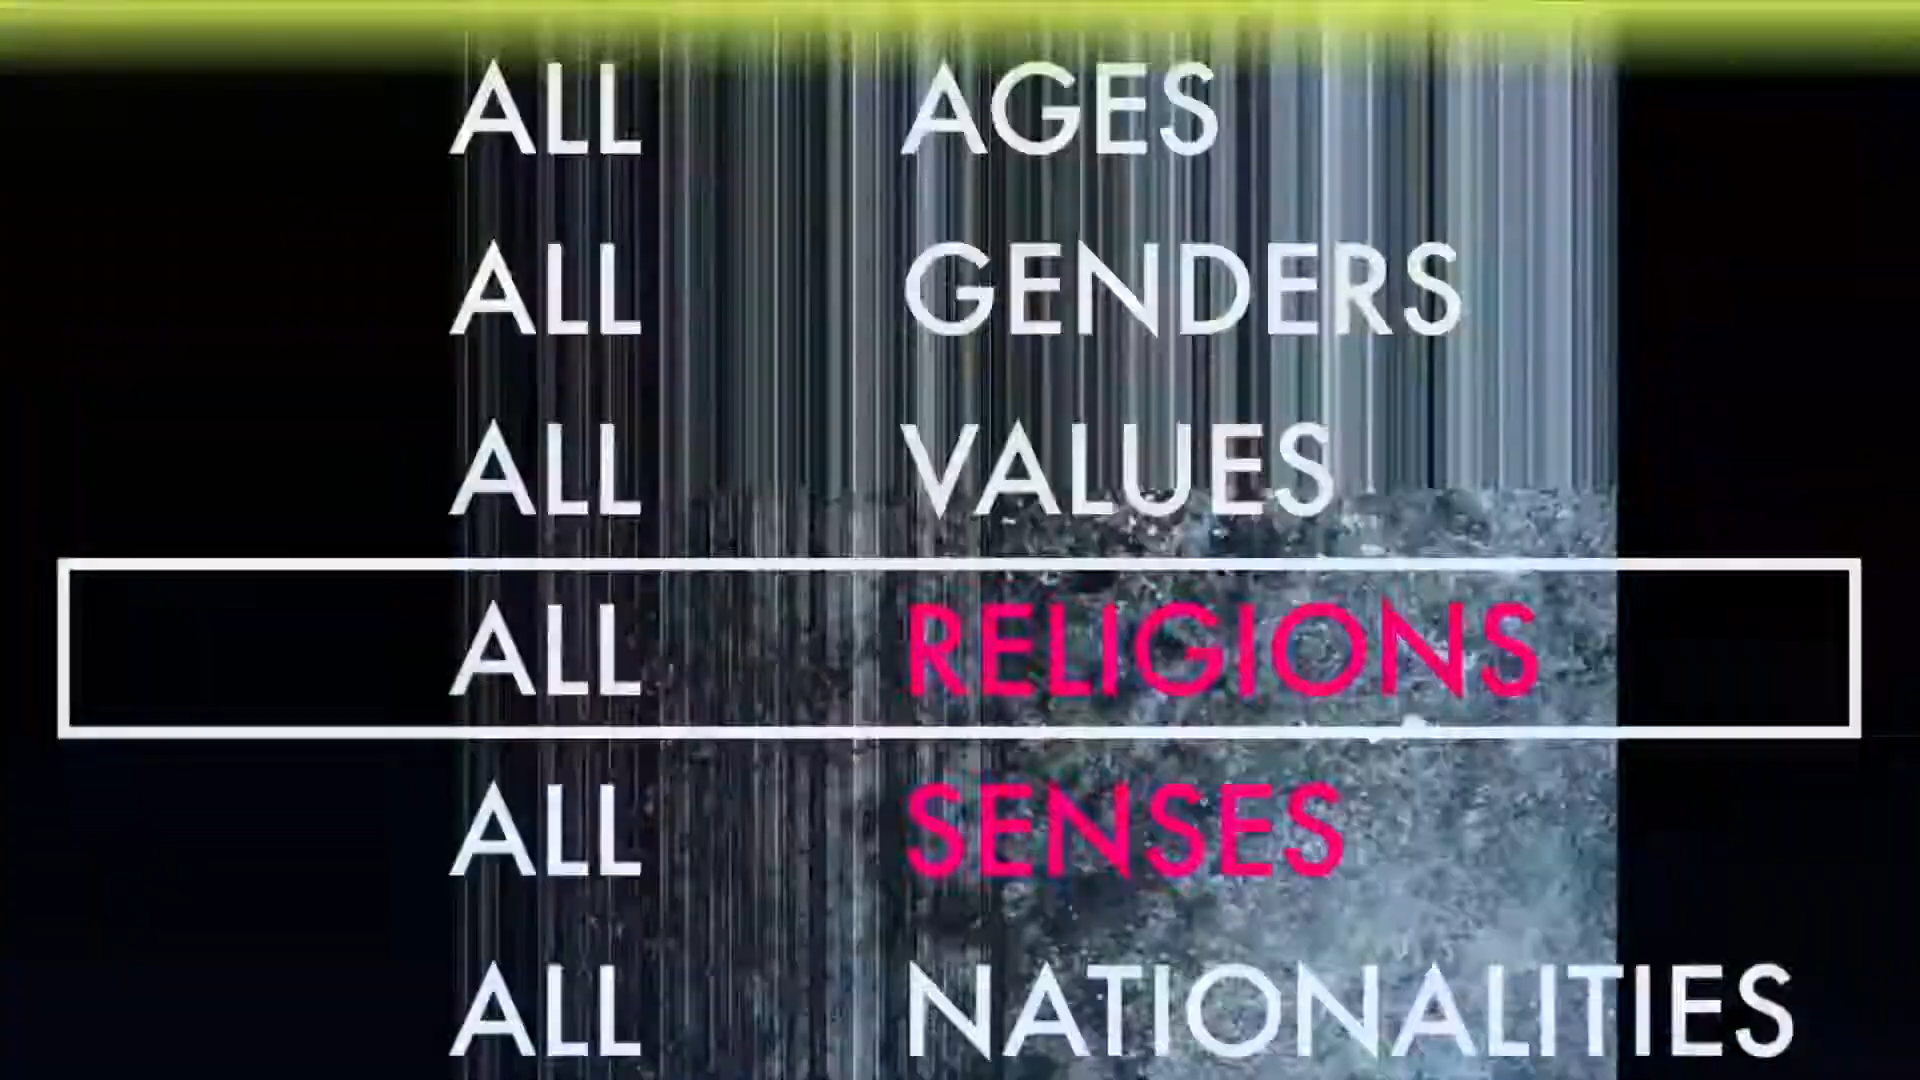 ALL AGES
ALL GENDERS
ALL VALUES
ALL RELIGIONS
ALL SENSES
ALL NATIONALITIES